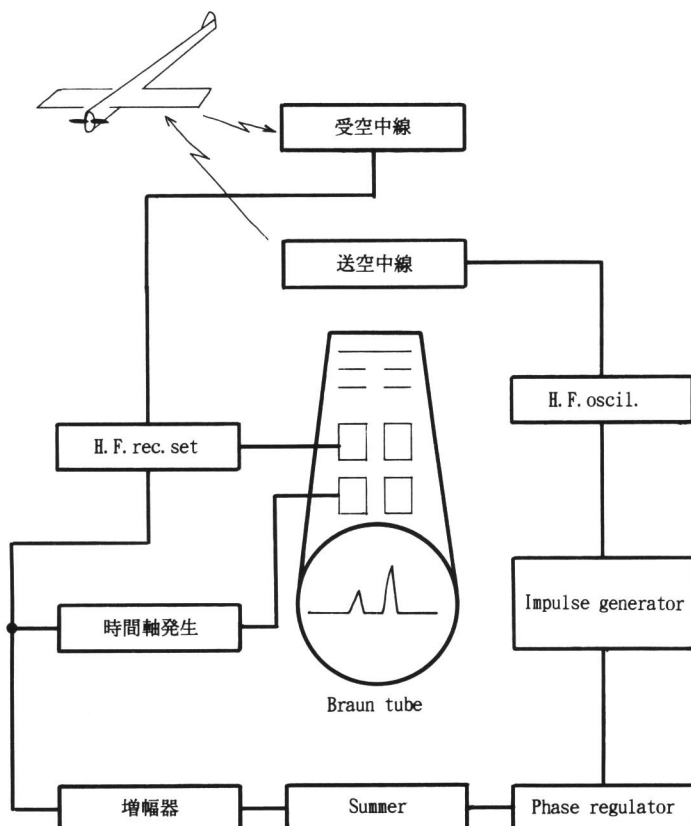 受空中線
送空中線
H.F.oscil.
H.F.rec.set
Impulse generator
時間軸発生
Braun tube
増幅器
Summer
Phase regulator